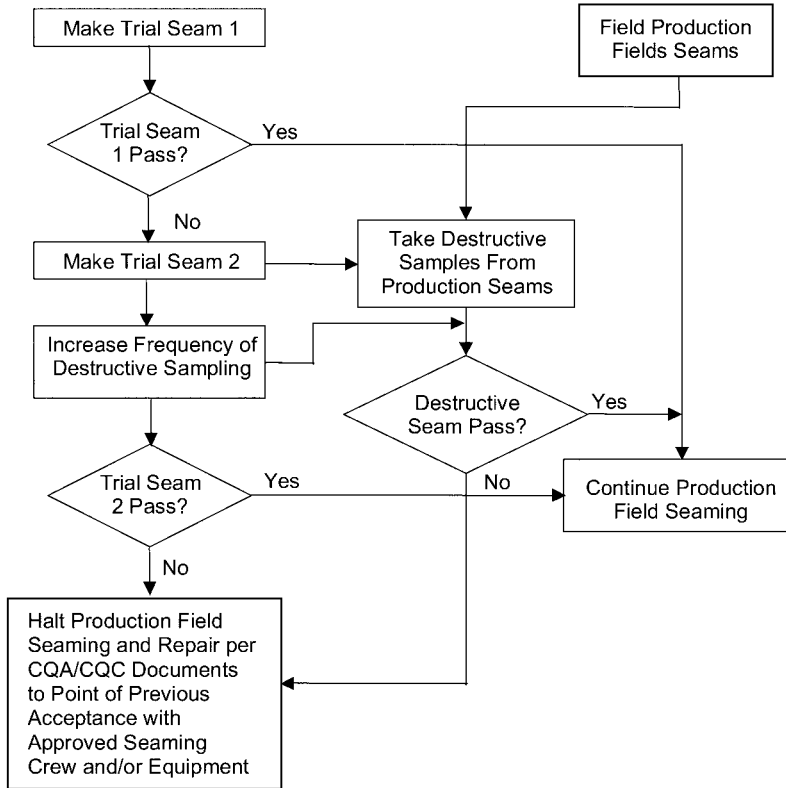 Make Trial Seam 1
Field Production
Fields Seams
Trial Seam
1 Pass?
Yes
No
Make Trial Seam 2
Take Destructive
Samples From
Production Seams
Increase Frequency of
Destructive Sampling
Destructive
Seam Pass?
Yes
No
Trial Seam
2 Pass?
Yes
No
Continue Production
Field Seaming
Halt Production Field
Seaming and Repair per
CQA/CQC Documents
to Point of Previous
Acceptance with
Approved Seaming
Crew and/or Equipment